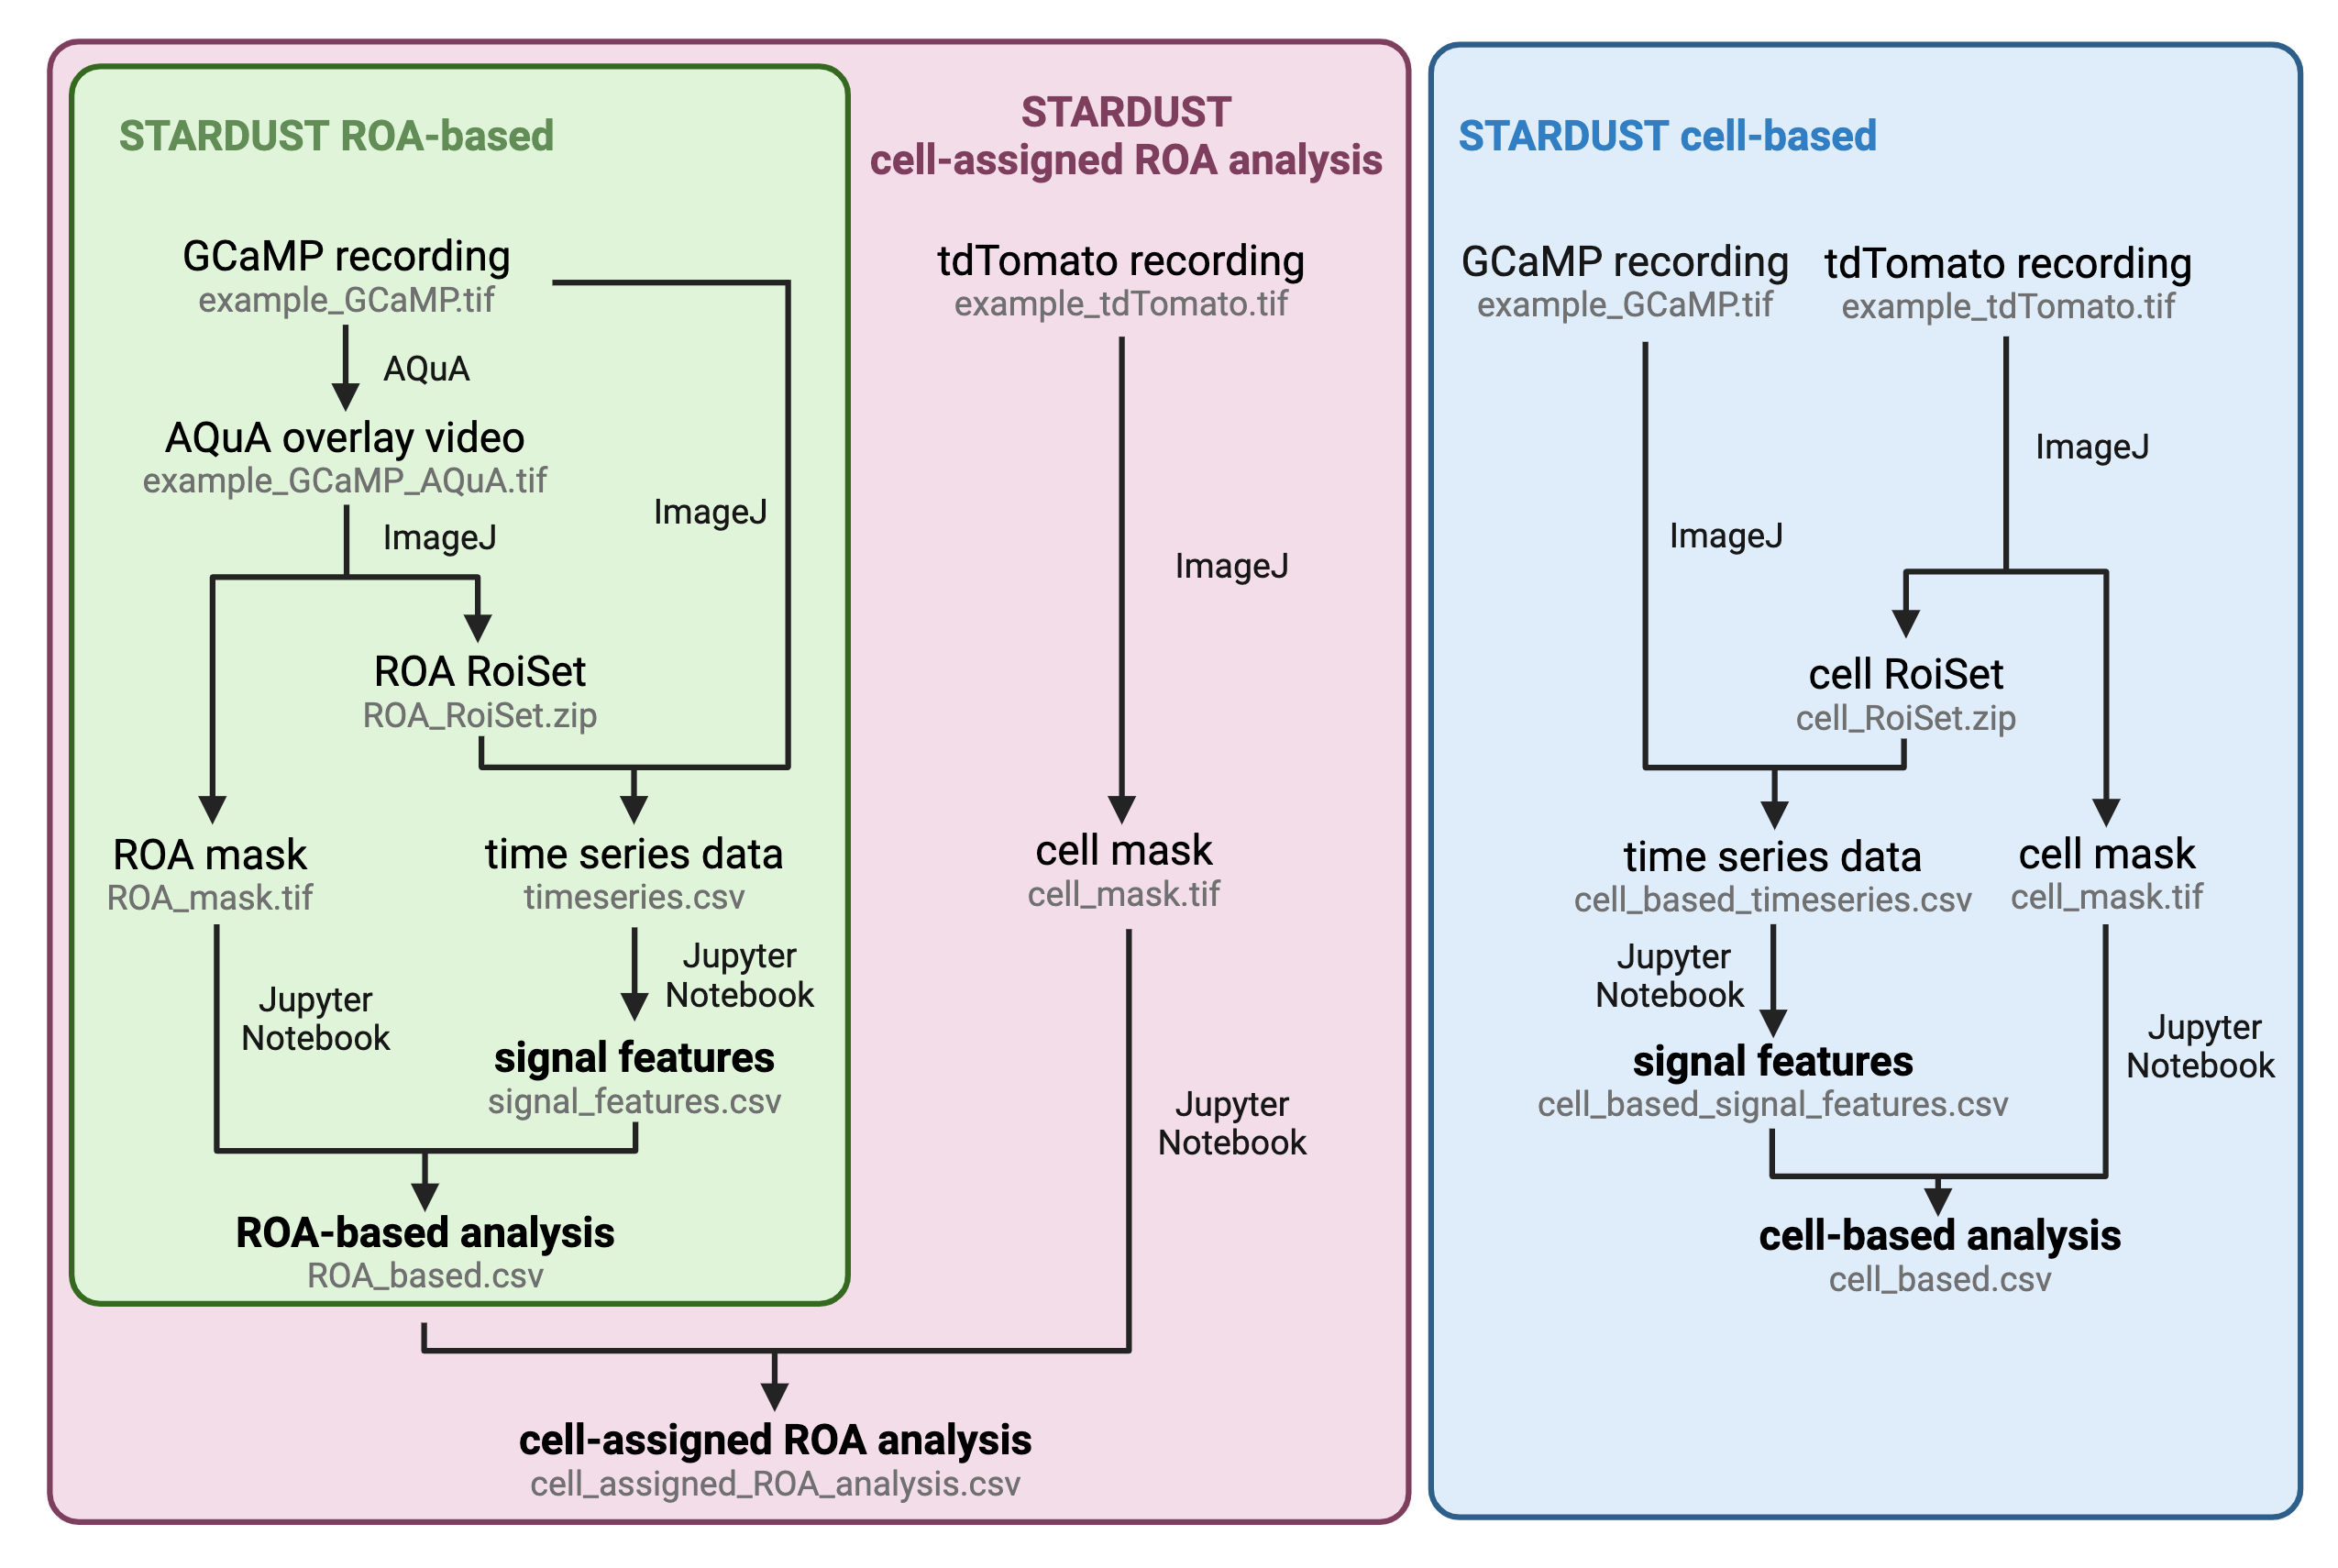 STARDUST ROA-based
GCaMP recording
example_GCaMP.tif
AQuA
AQuA overlay video
example_GCaMP_AQuA.tif
ImageJ
ImageJ
ROA RoiSet
ROA_RoiSet.zip
ROA mask
ROA_mask.tif
time series data
timeseries.csv
Jupyter
Notebook
Jupyter
Notebook
signal features
signal_features.csv
ROA-based analysis
ROA_based.csv
STARDUST
cell-assigned ROA analysis
tdTomato recording
example_tdTomato.tif
ImageJ
cell mask
cell_mask.tif
Jupyter
Notebook
cell-assigned ROA analysis
cell_assigned_ROA_analysis.csv
STARDUST cell-based
GCaMP recording
example_GCaMP.tif
tdTomato recording
example_tdTomato.tif
ImageJ
ImageJ
cell RoiSet
cell_RoiSet.zip
time series data
cell_based_timeseries.csv
cell mask
cell_mask.tif
Jupyter
Notebook
signal features
cell_based_signal_features.csv
Jupyter
Notebook
cell-based analysis
cell_based.csv